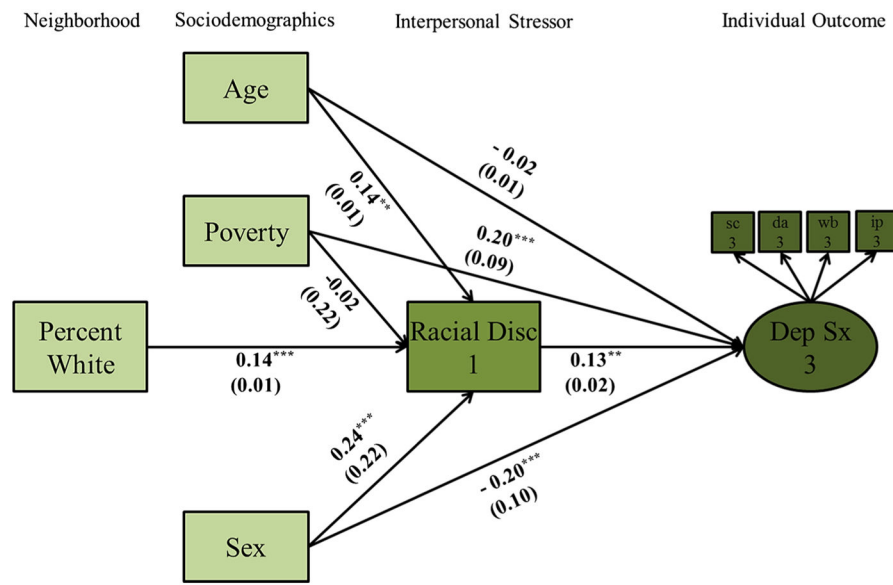 Neighborhood
Sociodemographics
Interpersonal Stressor
Individual Outcome
Age
- 0.02
(0.01)
0.14**
(0.01)
sc
3
da
3
wb
3
ip
3
Poverty
0.20***
(0.09)
-0.02
(0.22)
Percent
White
0.14***
(0.01)
Racial Disc
1
0.13**
(0.02)
Dep Sx
3
0.24***
(0.22)
- 0.20***
(0.10)
Sex